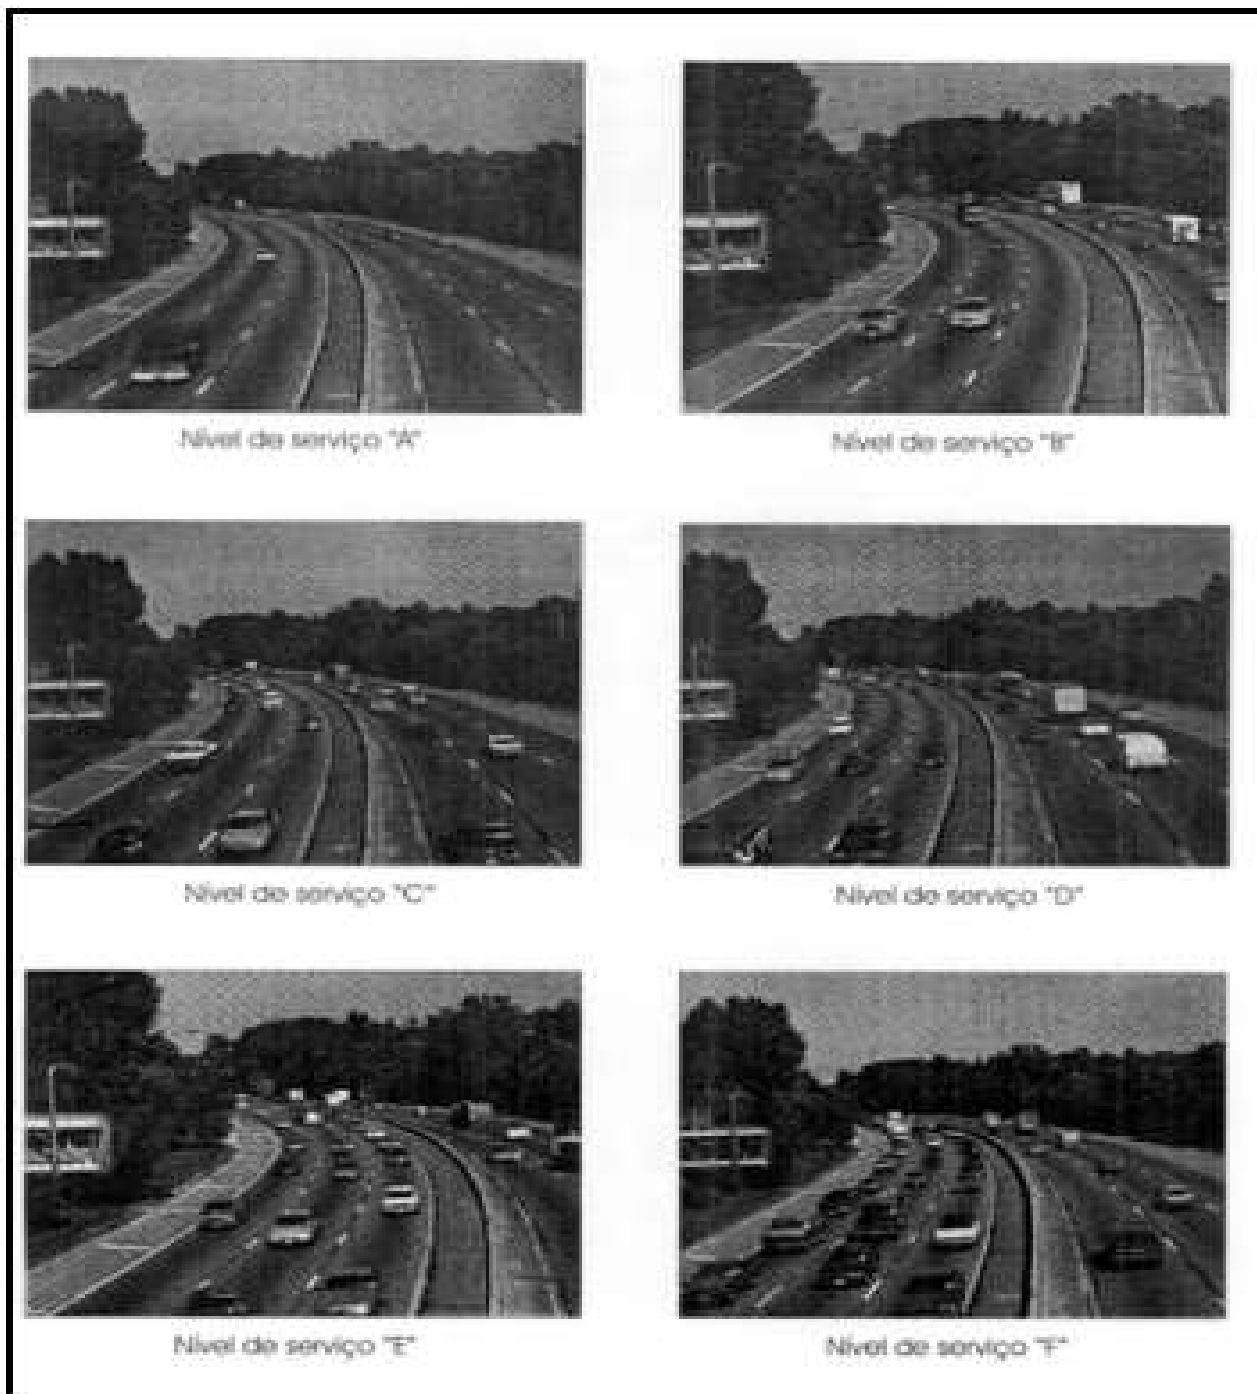 Nível de serviço "A"
Nível de serviço "B"
Nível de serviço "C"
Nível de serviço "D"
Nível de serviço "E"
Nível de serviço "F"